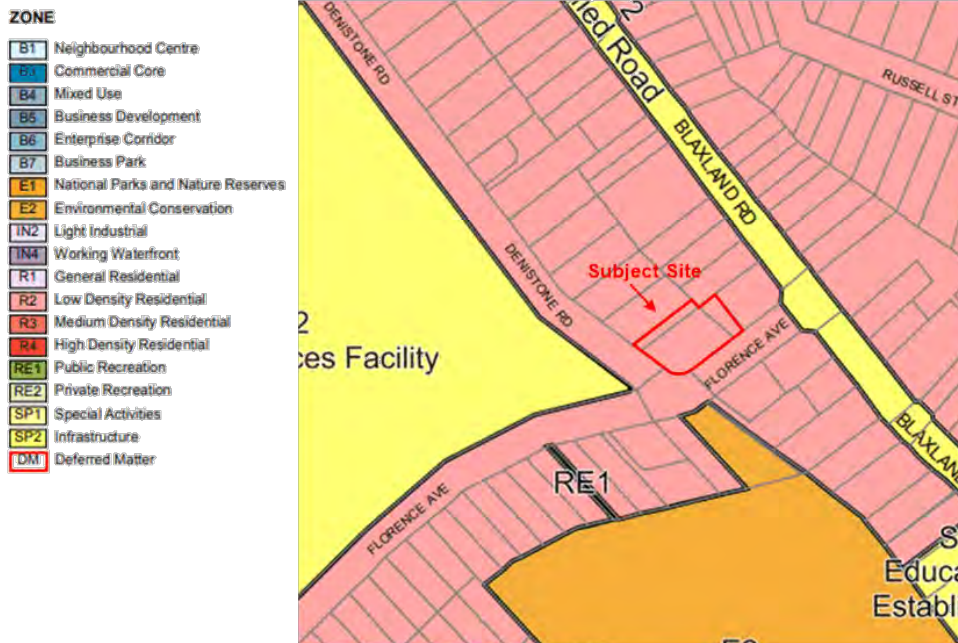 ZONE
B1 Neighbourhood Centre
B3 Commercial Core
B4 Mixed Use
B5 Business Development
B6 Enterprise Corridor
B7 Business Park
E1 National Parks and Nature Reserves
E2 Environmental Conservation
IN2 Light Industrial
IN4 Working Waterfront
R1 General Residential
R2 Low Density Residential
R3 Medium Density Residential
R4 High Density Residential
RE1 Public Recreation
RE2 Private Recreation
SP1 Special Activities
SP2 Infrastructure
DM Deferred Matter
DENISTONE RD
2
fied Road
RUSSELL ST
BLAXLAND RD
DENISTONE RD
Subject Site
2
ces Facility
FLORENCE AVE
BLAXLAN
RE1
FLORENCE AVE
S
Educa
Establ